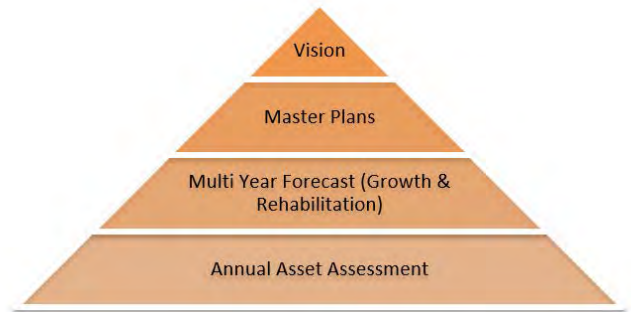 Vision
Master Plans
Multi Year Forecast (Growth &
Rehabilitation)
Annual Asset Assessment